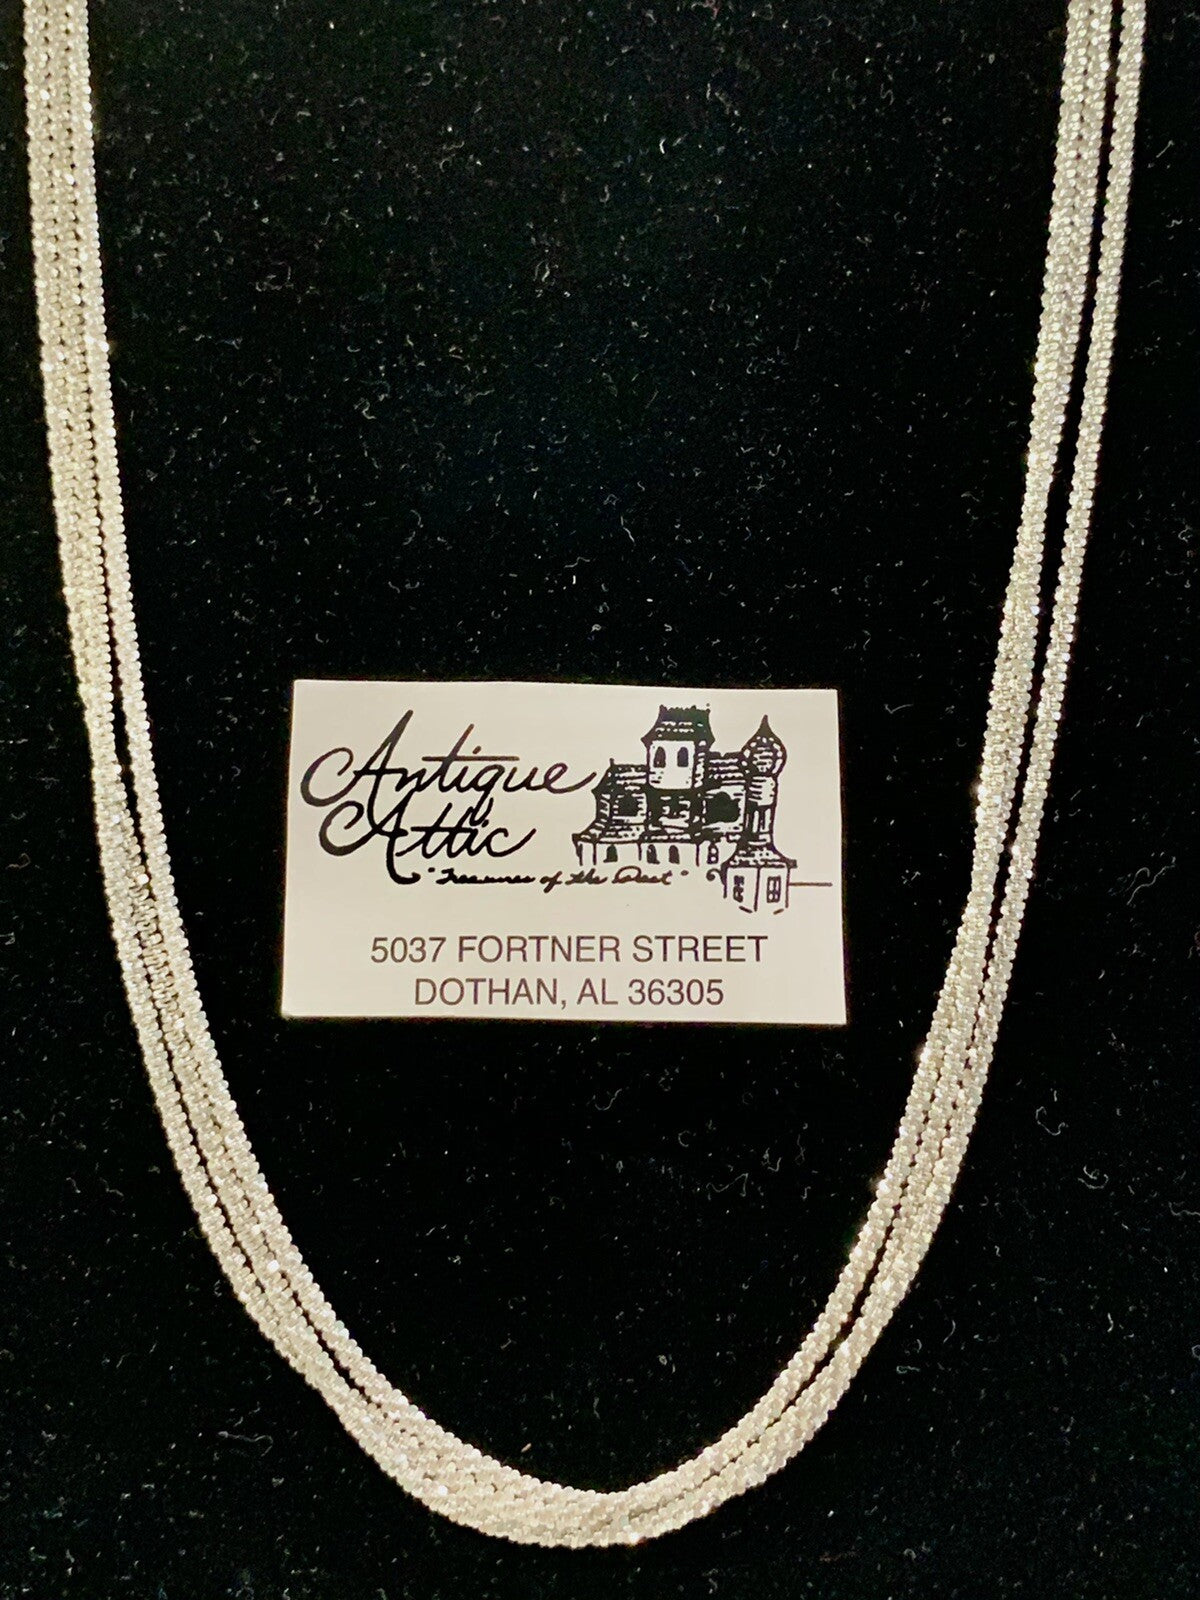 Antique
Attic
"Treasures of the Past"
5037 FORTNER STREET
DOTHAN, AL 36305